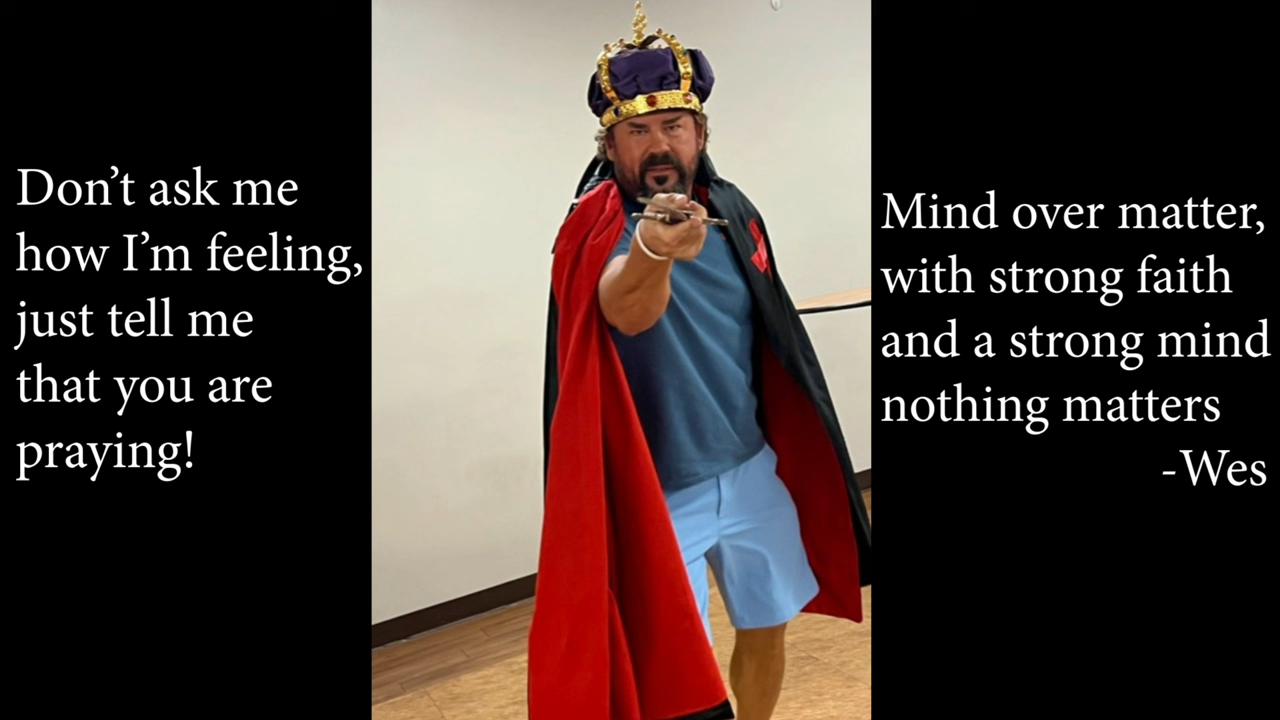 Don’t ask me
how I’m feeling,
just tell me
that you are
praying!
Mind over matter,
with strong faith
and a strong mind
nothing matters
-Wes